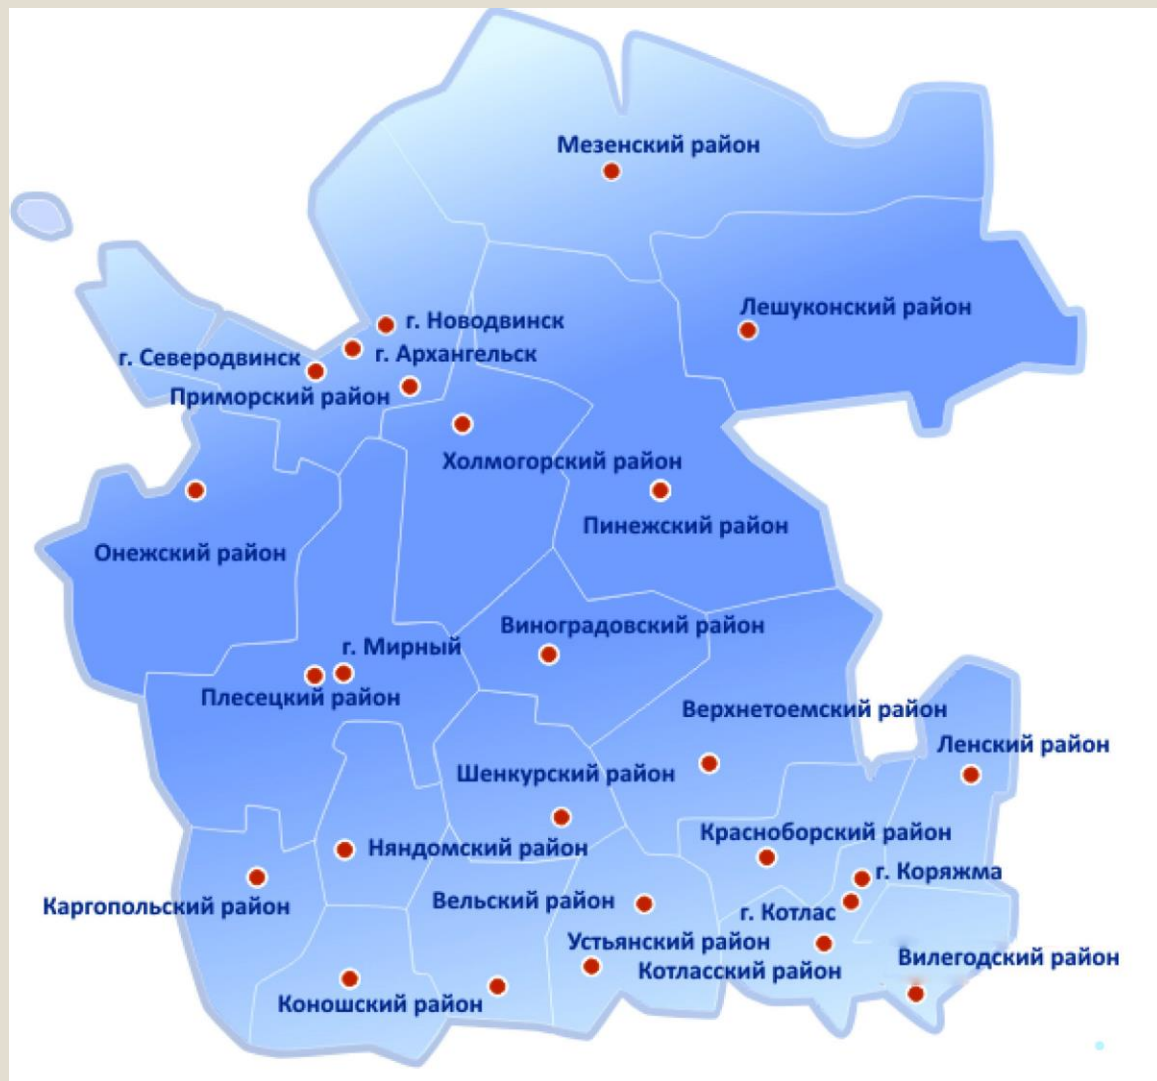 Мезенский район
Лешуконский район
г. Новодвинск
г. Архангельск
г. Северодвинск
Приморский район
Холмогорский район
Пинежский район
Онежский район
Виноградовский район
г. Мирный
Плесецкий район
Верхнетоемский район
Ленский район
Шенкурский район
Красноборский район
Няндомский район
г. Коряжма
Вельский район
Каргопольский район
г. Котлас
Устьянский район
Котласский район
Вилегодский район
Коношский район